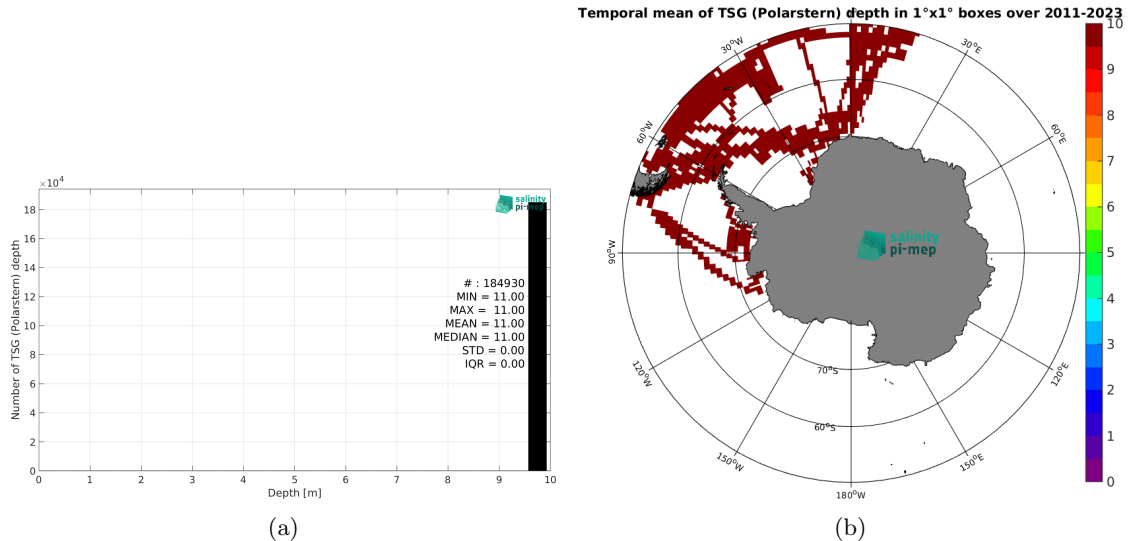 ×10⁴
18
16
14
12
10
8
6
4
2
0
Number of TSG (Polarstern) depth
salinity
pi-mep
# : 184930
MIN = 11.00
MAX = 11.00
MEAN = 11.00
MEDIAN = 11.00
STD = 0.00
IQR = 0.00
0 1 2 3 4 5 6 7 8 9 10
Depth [m]
(a)
Temporal mean of TSG (Polarstern) depth in 1°x1° boxes over 2011-2023
0°
30°W
30°E
60°W
60°E
90°W
salinity
pi-mep
120°W
70°S
120°E
60°S
150°W
150°E
180°W
10
9
8
7
6
5
4
3
2
1
0
(b)